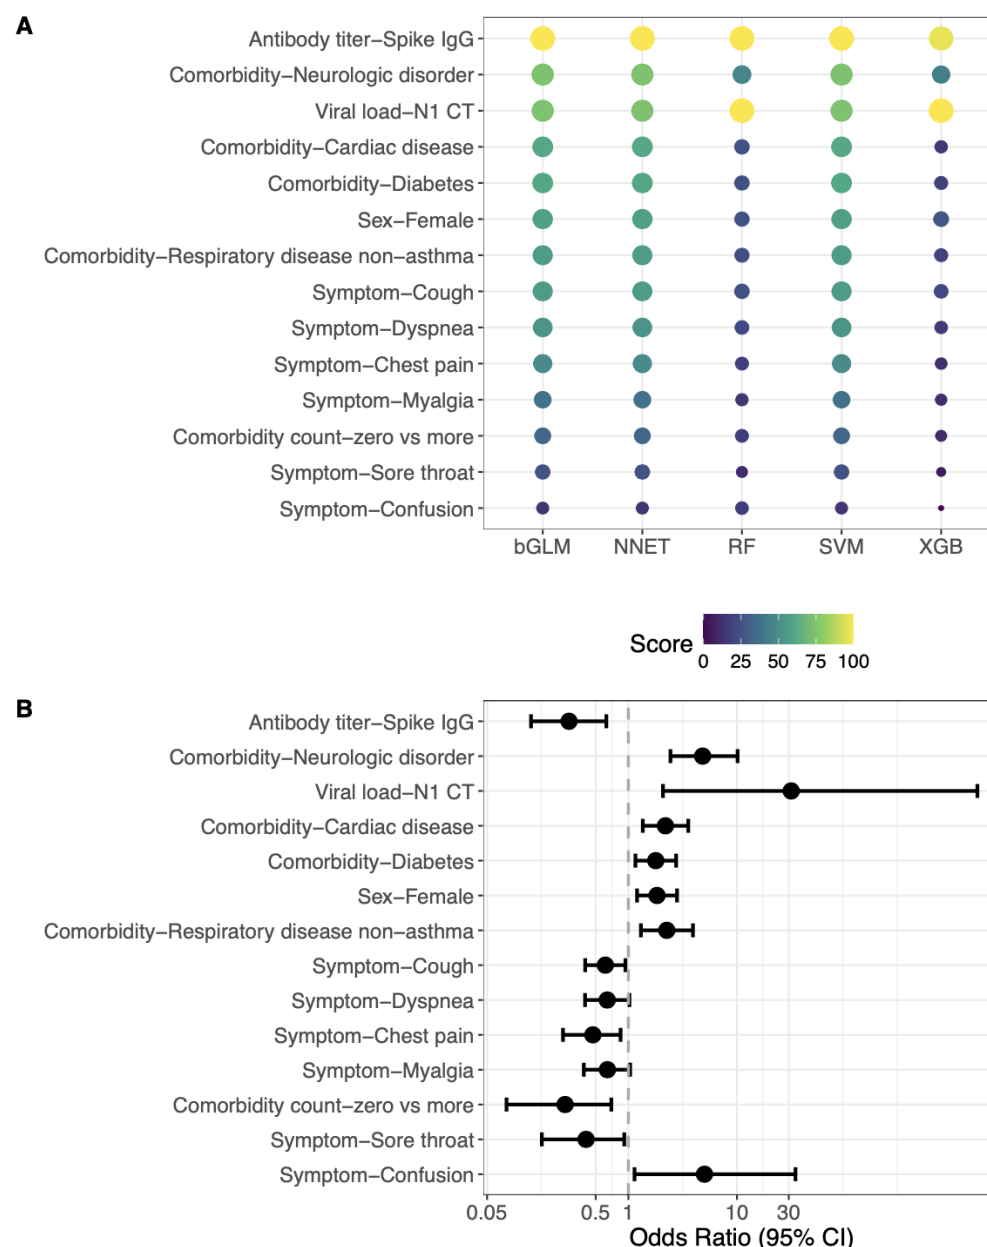 A
Antibody titer−Spike IgG
Comorbidity−Neurologic disorder
Viral load−N1 CT
Comorbidity−Cardiac disease
Comorbidity−Diabetes
Sex−Female
Comorbidity−Respiratory disease non−asthma
Symptom−Cough
Symptom−Dyspnea
Symptom−Chest pain
Symptom−Myalgia
Comorbidity count−zero vs more
Symptom−Sore throat
Symptom−Confusion
bGLM NNET RF SVM XGB
Score
0 25 50 75 100
B
Antibody titer−Spike IgG
Comorbidity−Neurologic disorder
Viral load−N1 CT
Comorbidity−Cardiac disease
Comorbidity−Diabetes
Sex−Female
Comorbidity−Respiratory disease non−asthma
Symptom−Cough
Symptom−Dyspnea
Symptom−Chest pain
Symptom−Myalgia
Comorbidity count−zero vs more
Symptom−Sore throat
Symptom−Confusion
0.05 0.5 1 10 30
Odds Ratio (95% CI)